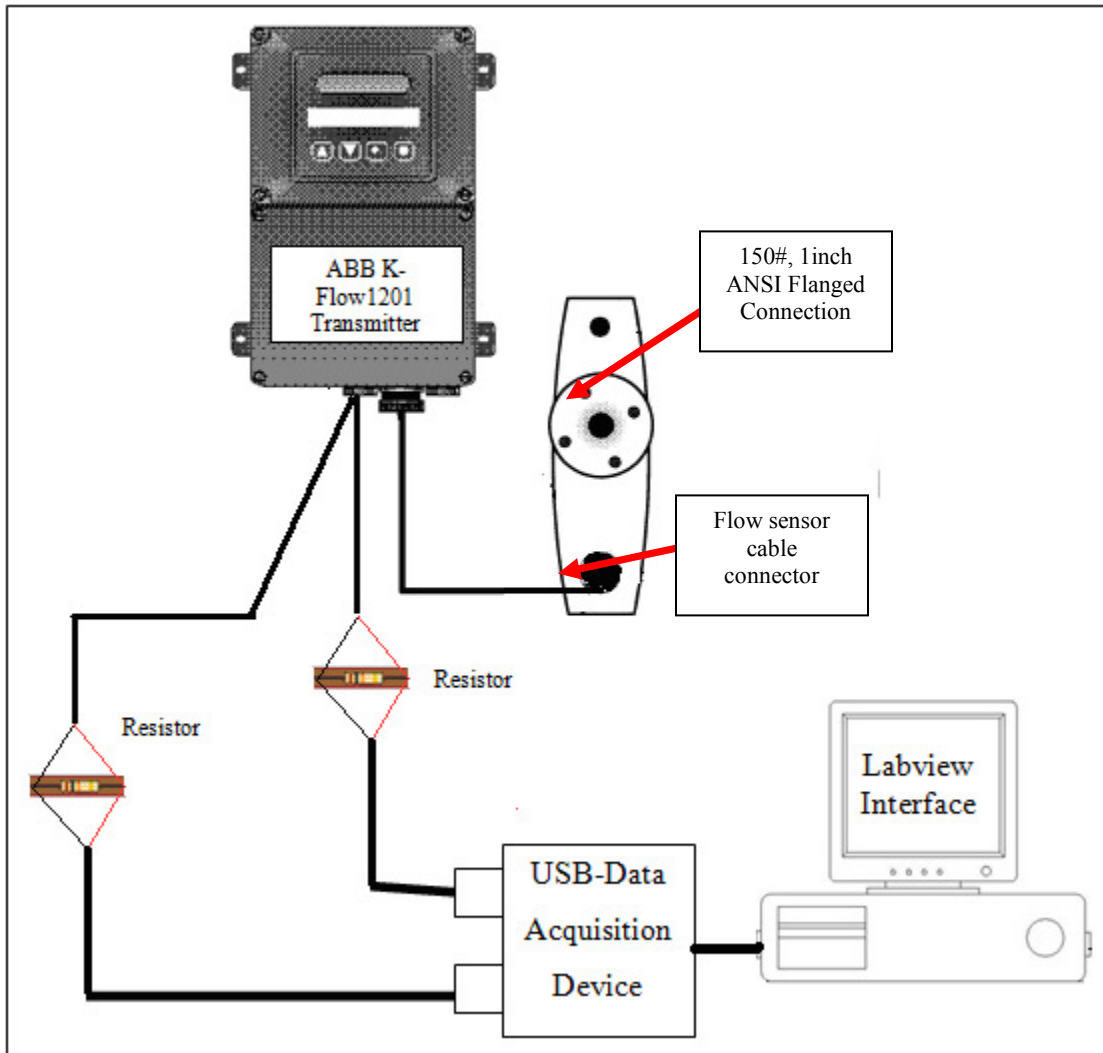 ABB K-
Flow1201
Transmitter
150#, 1inch
ANSI Flanged
Connection
Flow sensor
cable
connector
Resistor
Resistor
Labview
Interface
USB-Data
Acquisition
Device